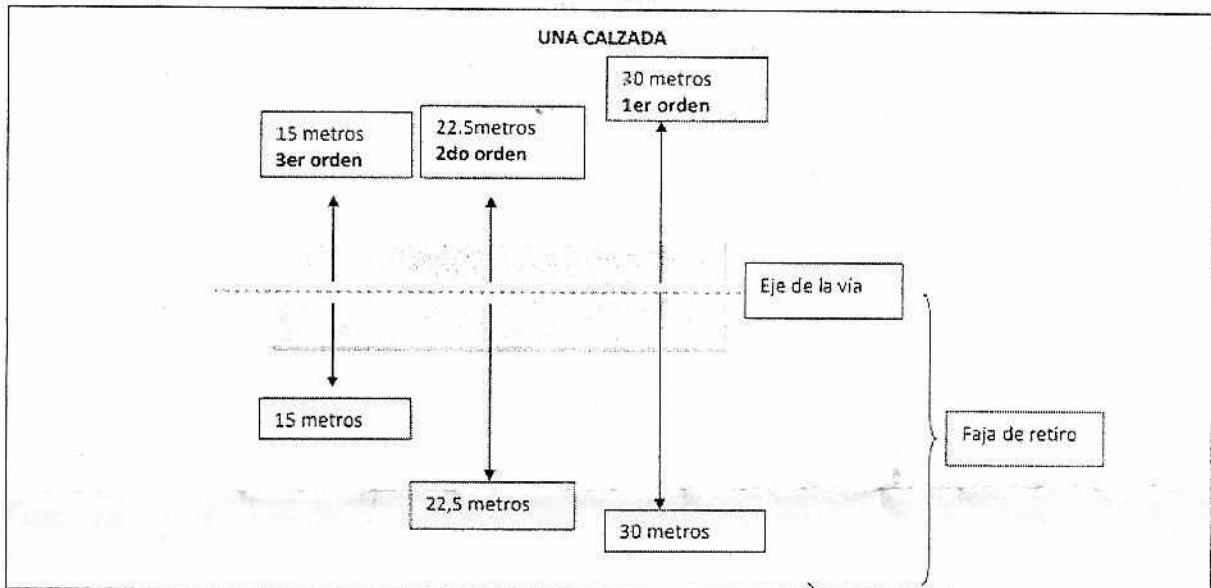 UNA CALZADA
30 metros
1er orden
15 metros
3er orden
22.5metros
2do orden
Eje de la vía
15 metros
Faja de retiro
22,5 metros
30 metros